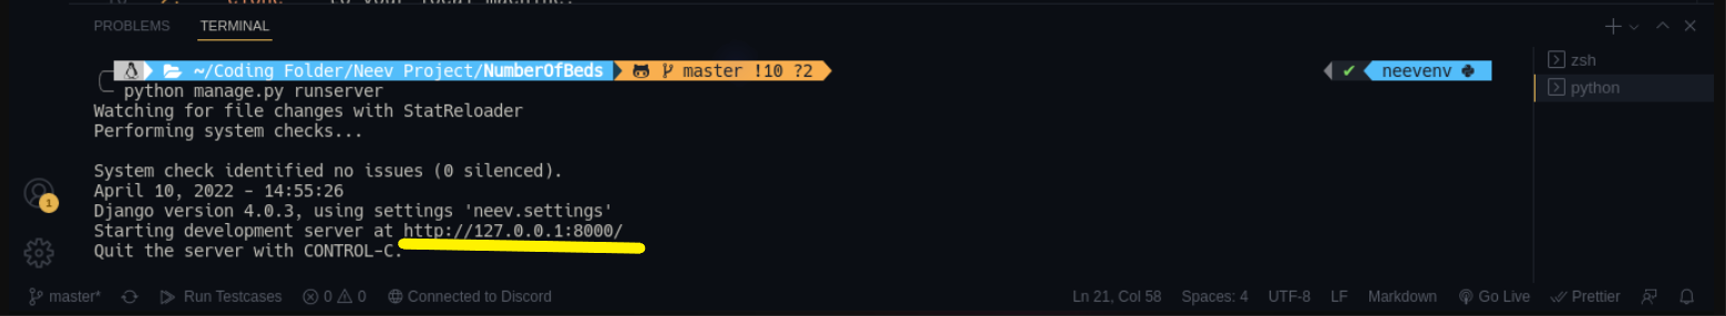 PROBLEMS TERMINAL
~/Coding Folder/Neev Project/NumberOfBeds master !10 ?2 ✔ neevenv
zsh
python manage.py runserver
python
Watching for file changes with StatReloader
Performing system checks...
System check identified no issues (0 silenced).
April 10, 2022 - 14:55:26
1
Django version 4.0.3, using settings 'neev.settings'
Starting development server at http://127.0.0.1:8000/
Quit the server with CONTROL-C.
master* Run Testcases 0 0 Connected to Discord Ln 21, Col 58 Spaces: 4 UTF-8 LF Markdown Go Live Prettier